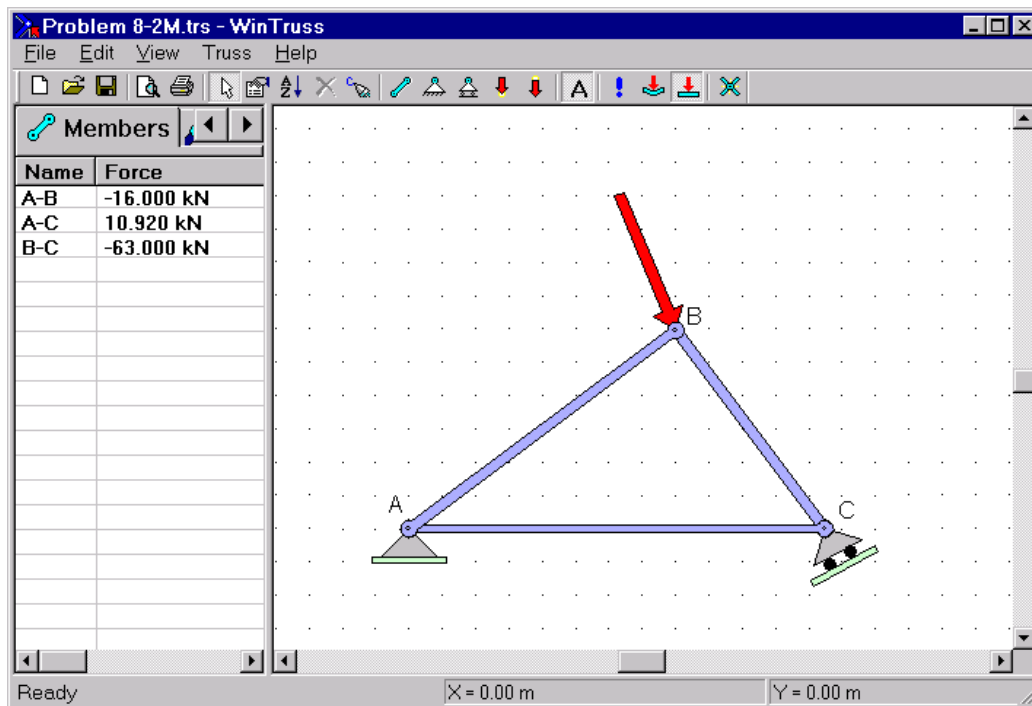 Problem 8-2M.trs - WinTruss
File Edit View Truss Help
A
Members
Name Force
A-B -16.000 kN
A-C 10.920 kN
B-C -63.000 kN
B
A
C
Ready X = 0.00 m Y = 0.00 m